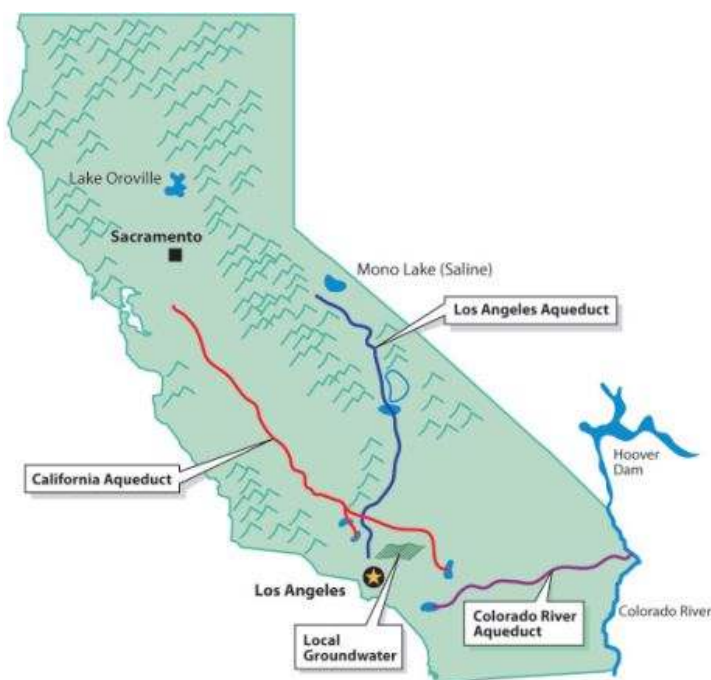 Lake Oroville
Sacramento
Mono Lake (Saline)
Los Angeles Aqueduct
Hoover
Dam
California Aqueduct
Los Angeles
Colorado River
Aqueduct
Colorado River
Local
Groundwater